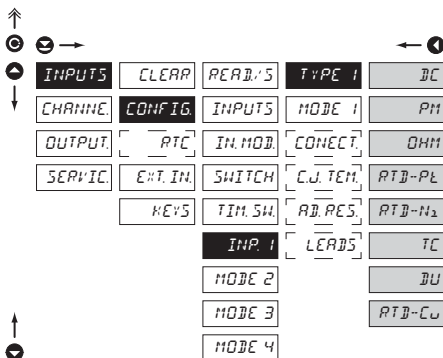 INPUTS CLEAR READ./S TYPE 1 DC
CHANNE. CONFIG. INPUTS MODE 1 PM
OUTPUT. RTC IN. MOD. CONECT. OHM
SERVIC. EXT. IN. SWITCH C.J. TEM. RTD-Pt
KEYS TIM. SW. AD. RES. RTD-Ni
INP. 1 LEADS TC
MODE 2 DU
MODE 3 RTD-Cu
MODE 4